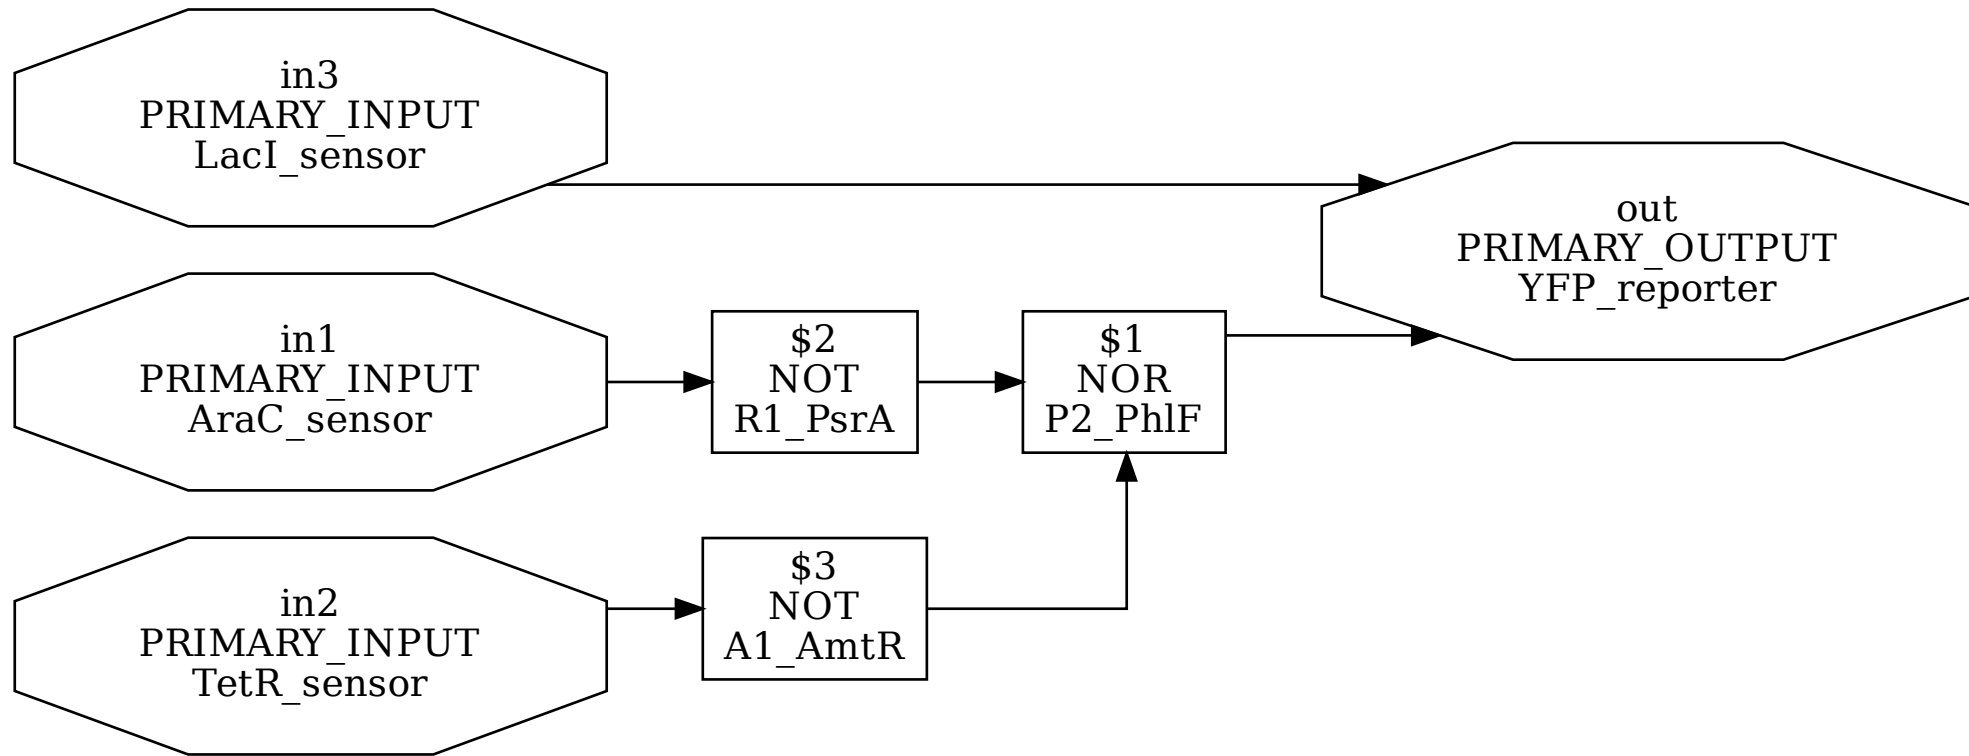 in3
PRIMARY_INPUT
LacI_sensor
out
PRIMARY_OUTPUT
YFP_reporter
in1
PRIMARY_INPUT
AraC_sensor
$2
NOT
R1_PsrA
$1
NOR
P2_PhlF
in2
PRIMARY_INPUT
TetR_sensor
$3
NOT
A1_AmtR